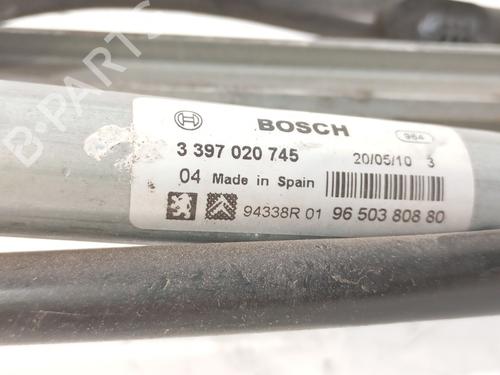 BOSCH
964
3 397 020 745
20/05/10 3
04 Made in Spain
94338R 01
96 503 808 80
B-PARTS